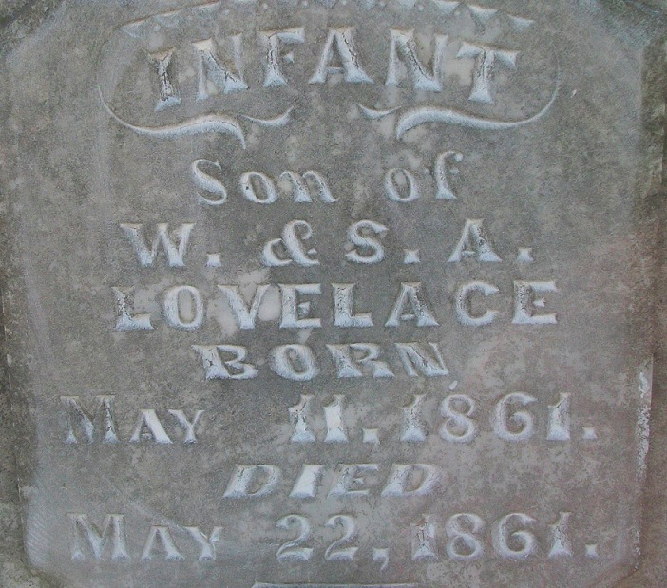 INFANT
Son of
W. & S. A.
LOVELACE
BORN
MAY 11, 1861.
DIED
MAY 22, 1861.